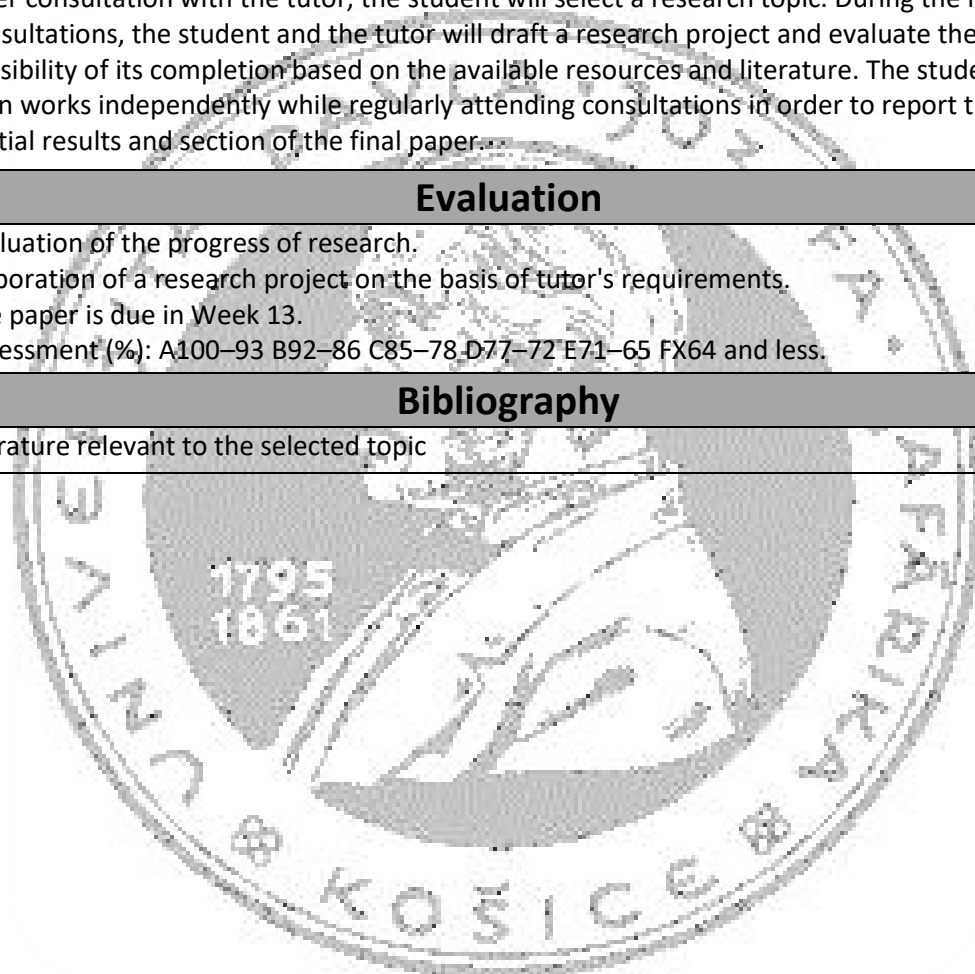 er consultation with the tutor, the student will select a research topic. During the
sultations, the student and the tutor will draft a research project and evaluate the
sibility of its completion based on the available resources and literature. The stude
n works independently while regularly attending consultations in order to report t
tial results and section of the final paper.
Evaluation
luation of the progress of research.
boration of a research project on the basis of tutor's requirements.
paper is due in Week 13.
essment (%): A100–93 B92–86 C85–78 D77–72 E71–65 FX64 and less.
Bibliography
rature relevant to the selected topic
1795
1861
PAVLA · JOZEFA · ŠAFÁRIKA
KOŠICE
UNIVE